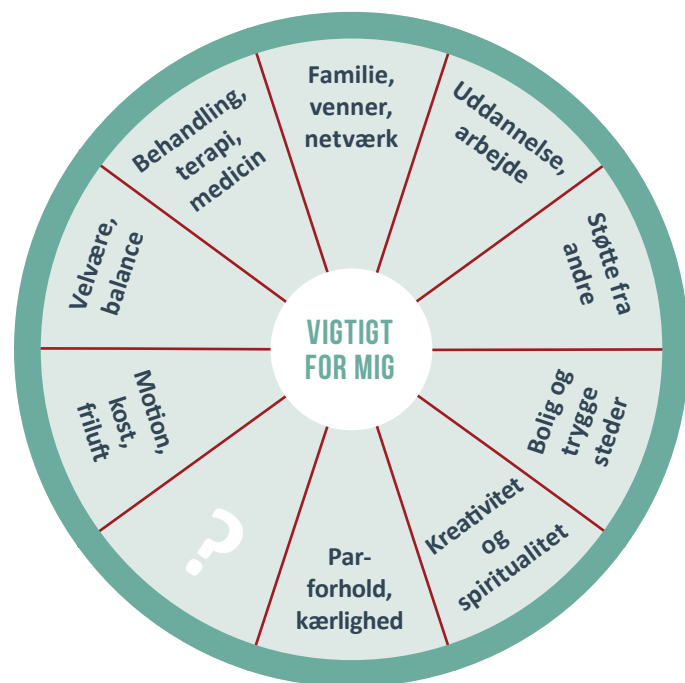 Familie,
venner,
netværk
Uddannelse,
arbejde
Støtte fra
andre
Bolig og
trygge
steder
Kreativitet
og
spiritualitet
Par-
forhold,
kærlighed
?
Motion,
kost,
friluft
Velvære,
balance
Behandling,
terapi,
medicin
VIGTIGT
FOR MIG